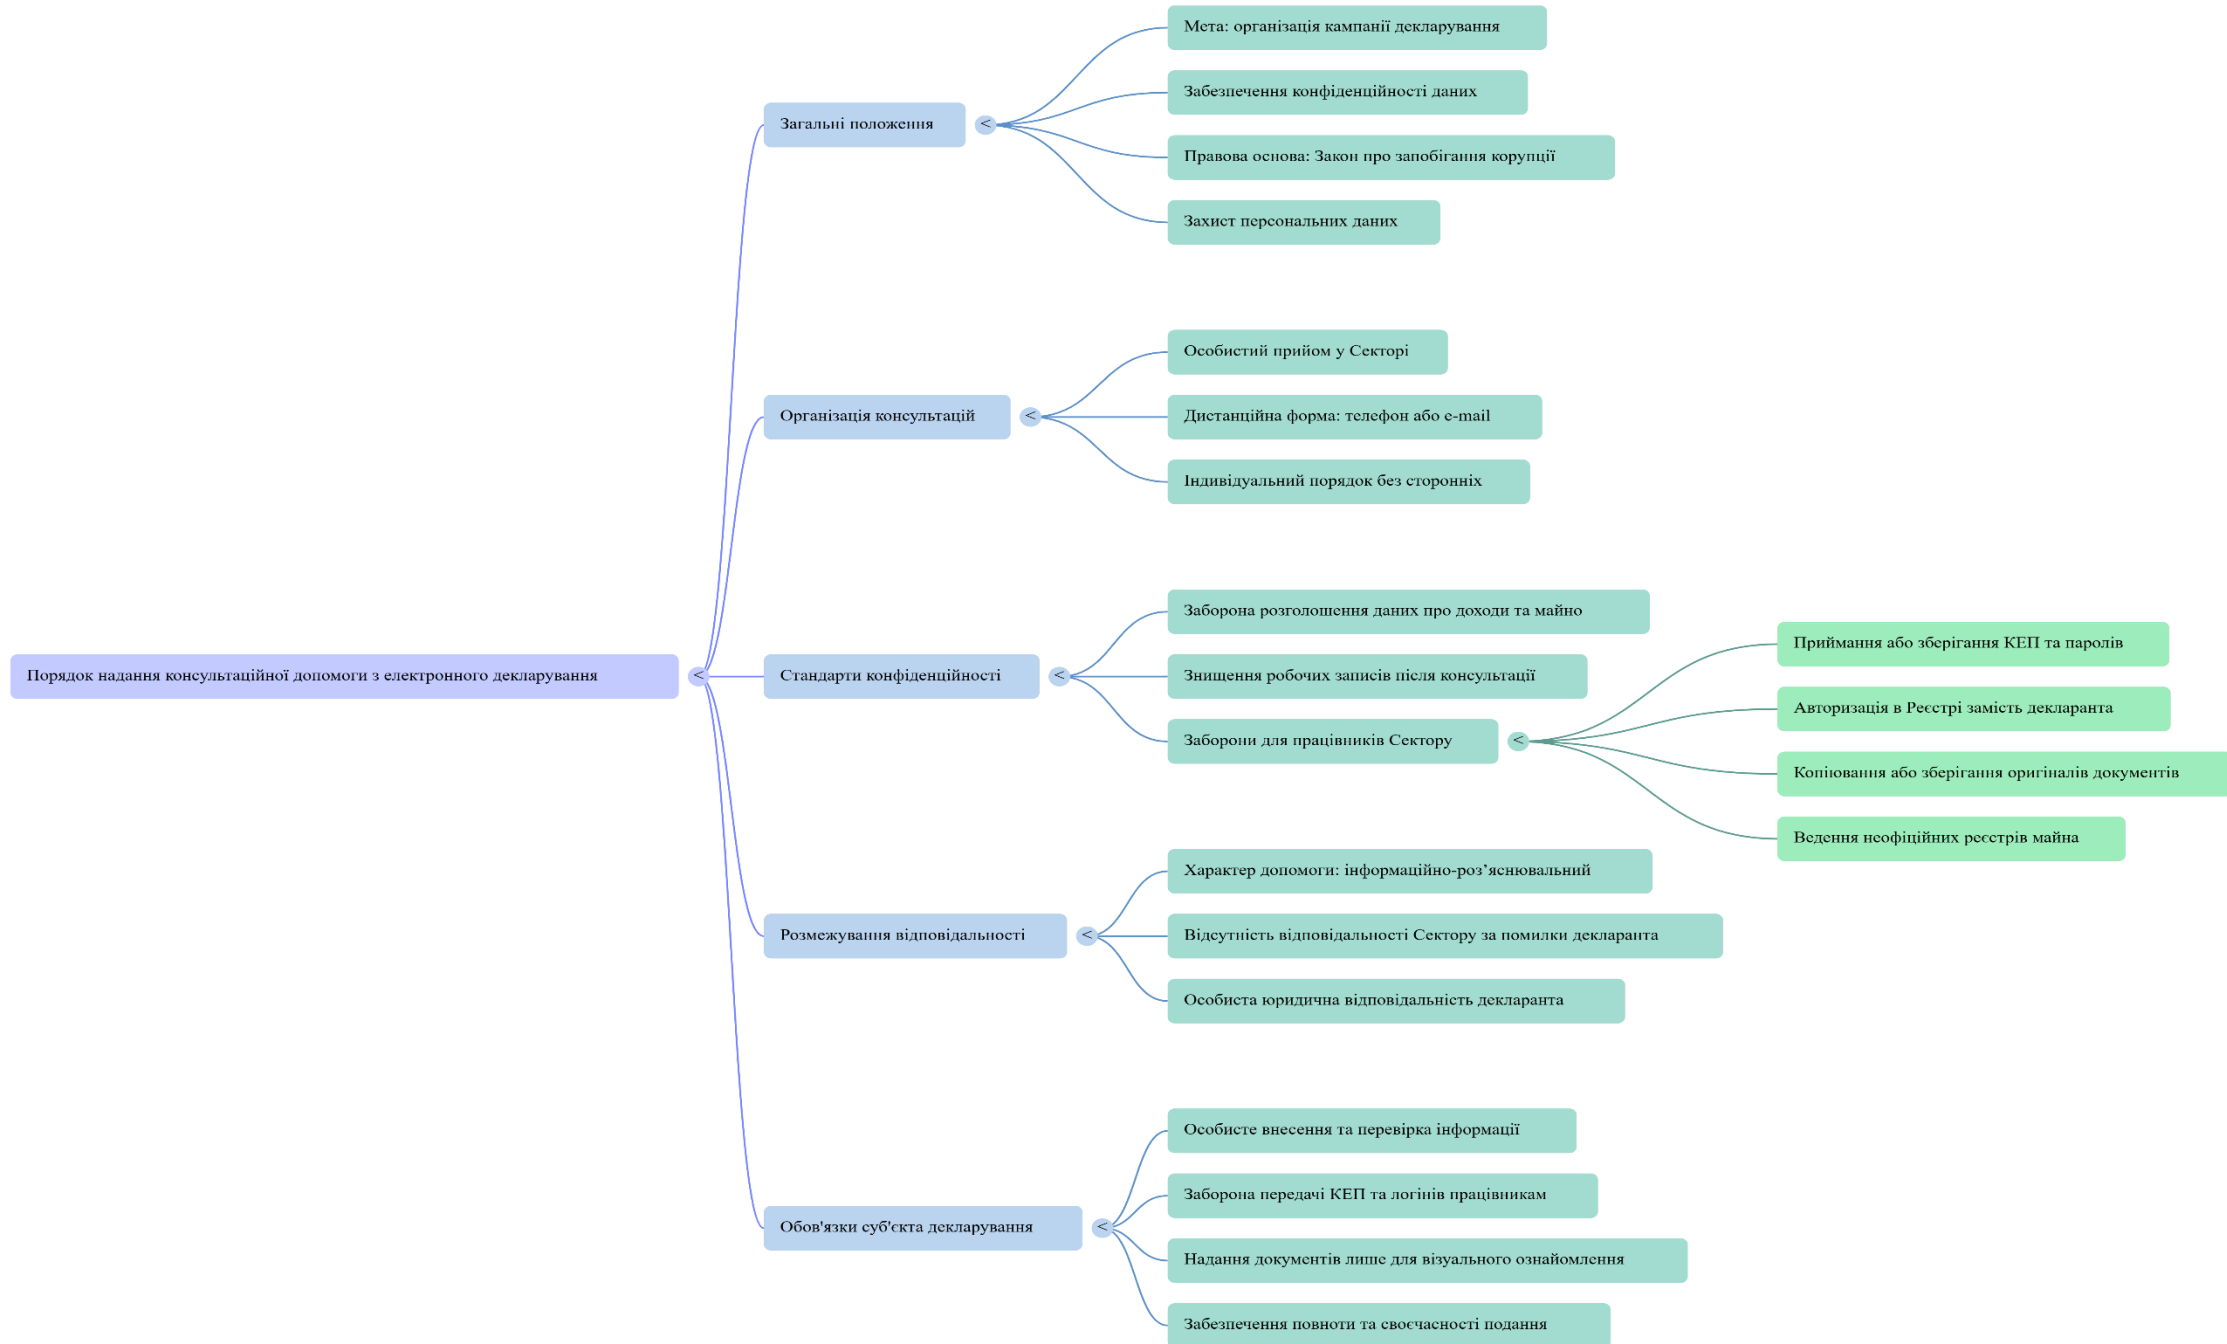 Порядок надання консультаційної допомоги з електронного декларування
<
Загальні положення
<
Мета: організація кампанії декларування
Забезпечення конфіденційності даних
Правова основа: Закон про запобігання корупції
Захист персональних даних
Організація консультацій
<
Особистий прийом у Секторі
Дистанційна форма: телефон або e-mail
Індивідуальний порядок без сторонніх
Стандарти конфіденційності
<
Заборона розголошення даних про доходи та майно
Знищення робочих записів після консультації
Заборони для працівників Сектору
<
Приймання або зберігання КЕП та паролів
Авторизація в Реєстрі замість декларанта
Копіювання або зберігання оригіналів документів
Ведення неофіційних реєстрів майна
Розмежування відповідальності
<
Характер допомоги: інформаційно-роз’яснювальний
Відсутність відповідальності Сектору за помилки декларанта
Особиста юридична відповідальність декларанта
Обов'язки суб'єкта декларування
<
Особисте внесення та перевірка інформації
Заборона передачі КЕП та логінів працівникам
Надання документів лише для візуального ознайомлення
Забезпечення повноти та своєчасності подання